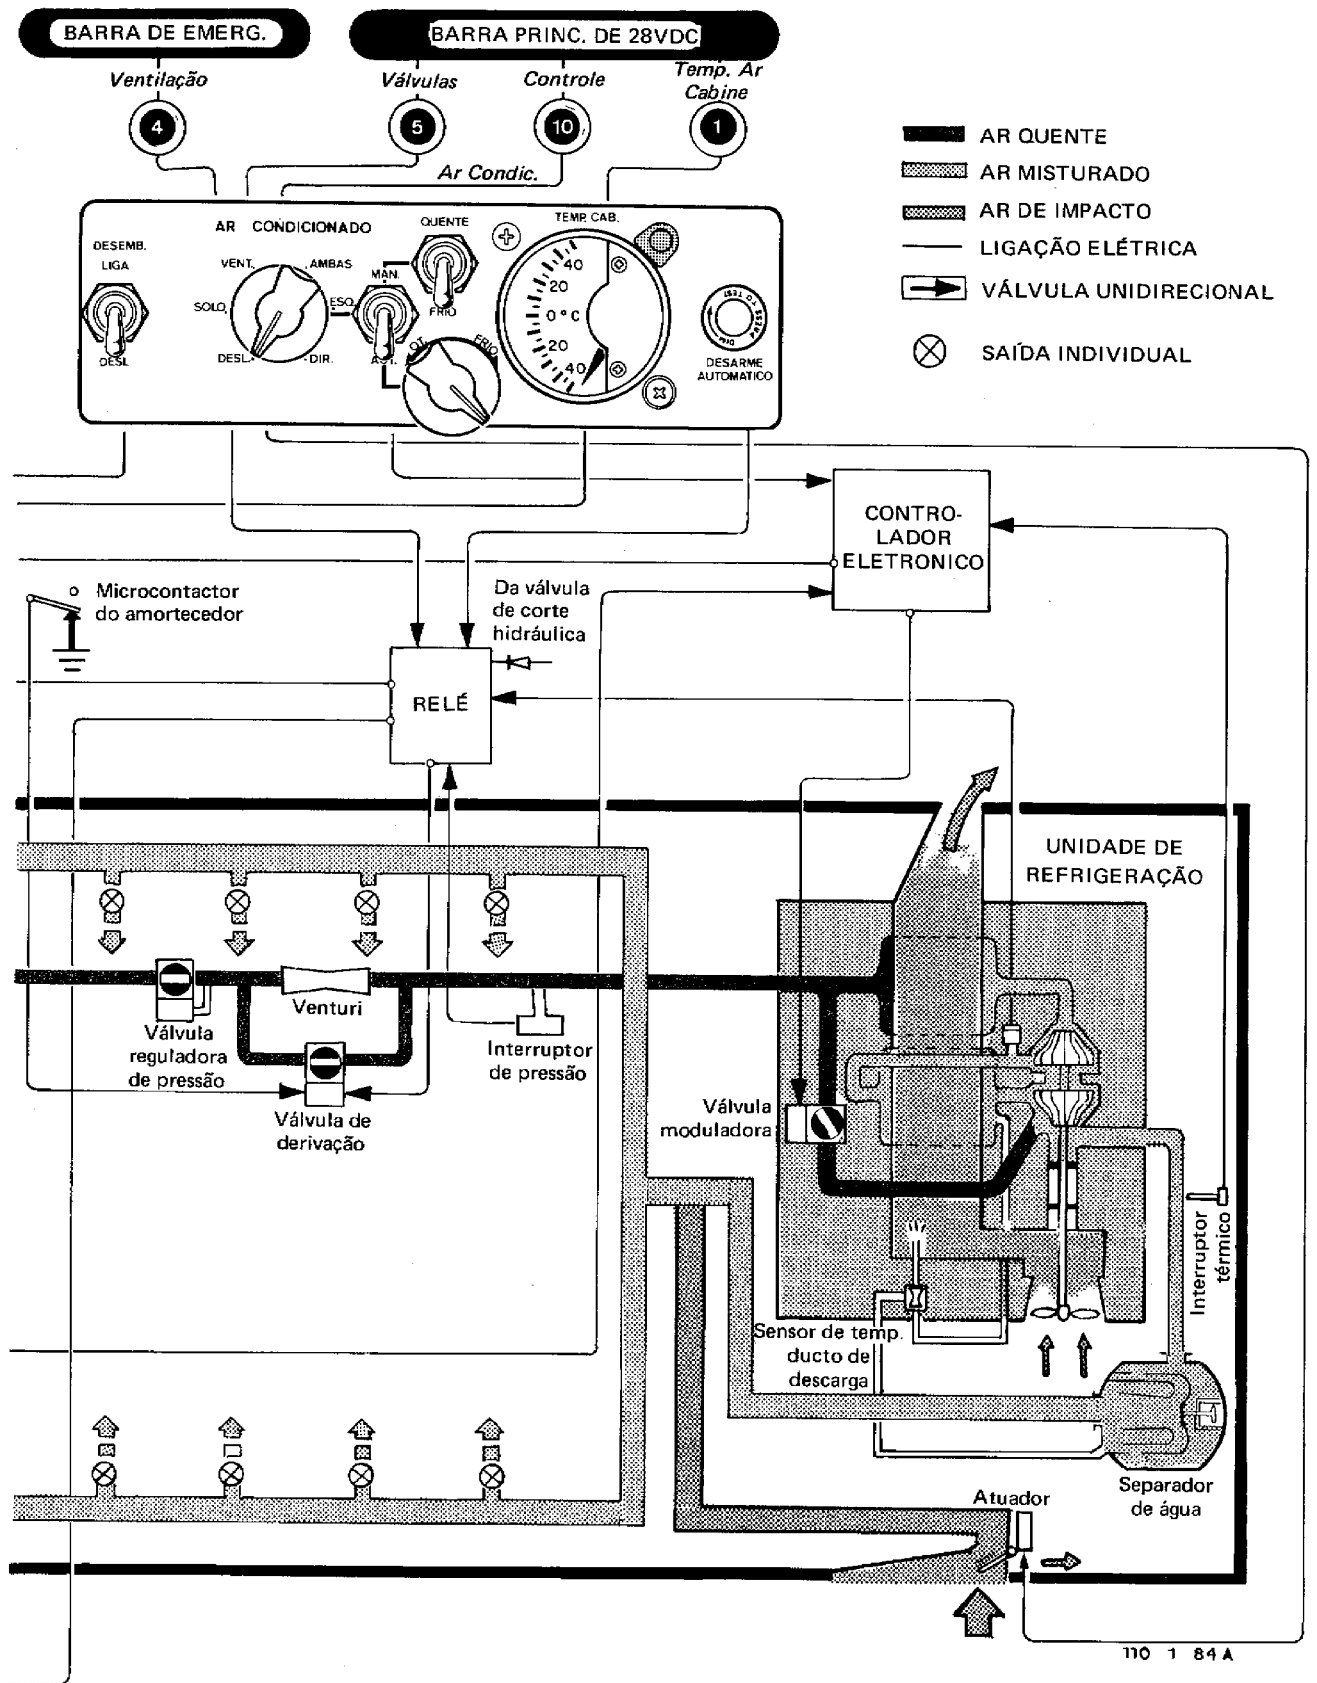 BARRA DE EMERG.
BARRA PRINC. DE 28VDC
Ventilação
Válvulas
Controle
Temp. Ar
Cabine
4
5
10
1
Ar Condic.
AR QUENTE
AR MISTURADO
AR DE IMPACTO
LIGAÇÃO ELÉTRICA
VÁLVULA UNIDIRECIONAL
SAÍDA INDIVIDUAL
AR CONDICIONADO
DESEMB.
LIGA
DESL
VENT.
AMBAS
SOLO.
ESQ.
DESL.
DIR.
MAN.
QUENTE
FRIO
FRIO
TEMP. CAB.
40
20
0 °C
20
40
PRESS TO TEST
DIM
DESARME
AUTOMATICO
CONTRO-
LADOR
ELETRONICO
Microcontactor
do amortecedor
Da válvula
de corte
hidráulica
RELÉ
UNIDADE DE
REFRIGERAÇÃO
Venturi
Válvula
reguladora
de pressão
Interruptor
de pressão
Válvula de
derivação
Válvula
moduladora
Interruptor
térmico
Sensor de temp.
ducto de
descarga
Separador
de água
Atuador
110 1 84 A